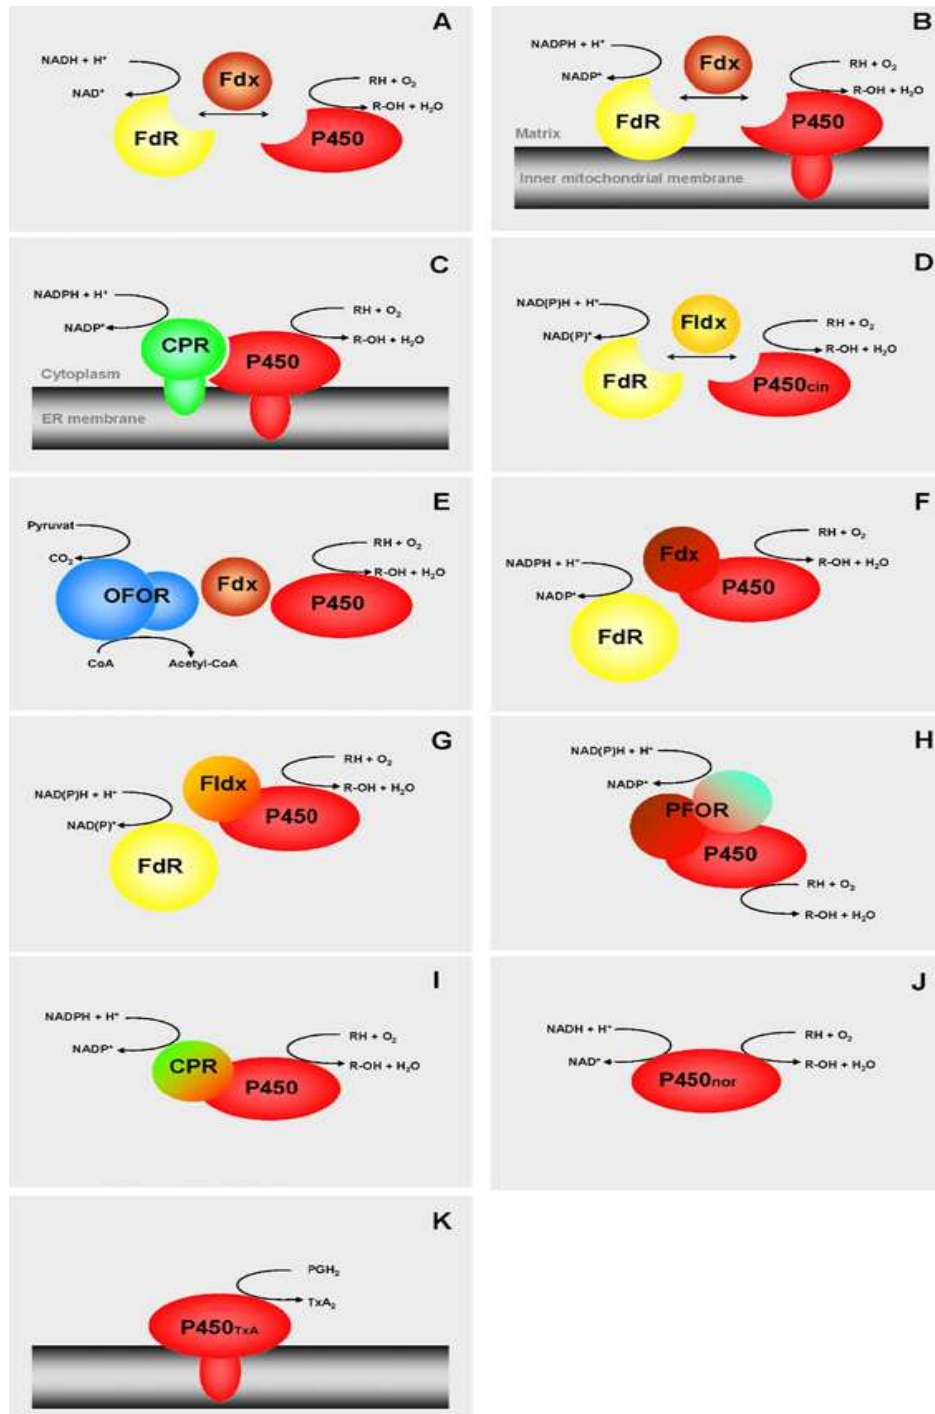 A
NADH + H⁺
NAD⁺
Fdx
FdR
P450
RH + O₂
R-OH + H₂O
B
NADPH + H⁺
NADP⁺
Fdx
FdR
P450
RH + O₂
R-OH + H₂O
Matrix
Inner mitochondrial membrane
C
NADPH + H⁺
NADP⁺
CPR
P450
RH + O₂
R-OH + H₂O
Cytoplasm
ER membrane
D
NAD(P)H + H⁺
NAD(P)⁺
Fldx
FdR
P450cin
RH + O₂
R-OH + H₂O
E
Pyruvat
CO₂
OFOR
Fdx
P450
RH + O₂
R-OH + H₂O
CoA
Acetyl-CoA
F
NADPH + H⁺
NADP⁺
Fdx
P450
FdR
RH + O₂
R-OH + H₂O
G
NAD(P)H + H⁺
NAD(P)⁺
Fldx
P450
FdR
RH + O₂
R-OH + H₂O
H
NAD(P)H + H⁺
NADP⁺
PFOR
P450
RH + O₂
R-OH + H₂O
I
NADPH + H⁺
NADP⁺
CPR
P450
RH + O₂
R-OH + H₂O
J
NADH + H⁺
NAD⁺
P450nor
RH + O₂
R-OH + H₂O
K
PGH₂
TxA₂
P450TxA